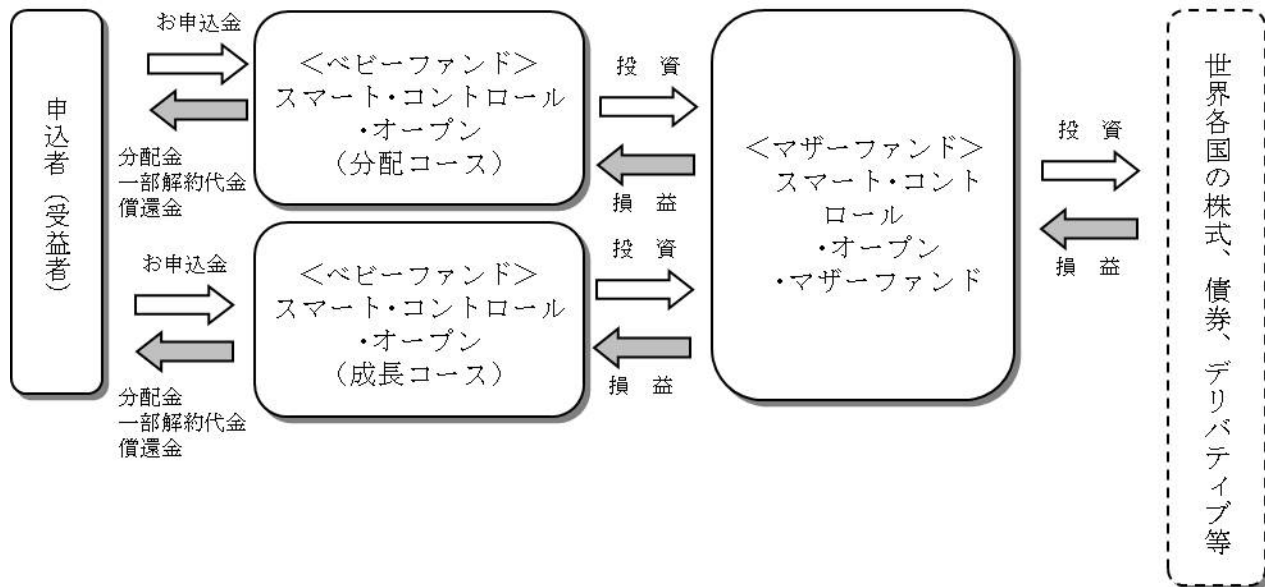 申込者（受益者）
お申込金
分配金
一部解約代金
償還金
＜ベビーファンド＞
スマート・コントロール
・オープン
（分配コース）
投　資
損　益
お申込金
分配金
一部解約代金
償還金
＜ベビーファンド＞
スマート・コントロール
・オープン
（成長コース）
投　資
損　益
＜マザーファンド＞
スマート・コント
ロール
・オープン
・マザーファンド
投　資
損　益
世界各国の株式、債券、デリバティブ等